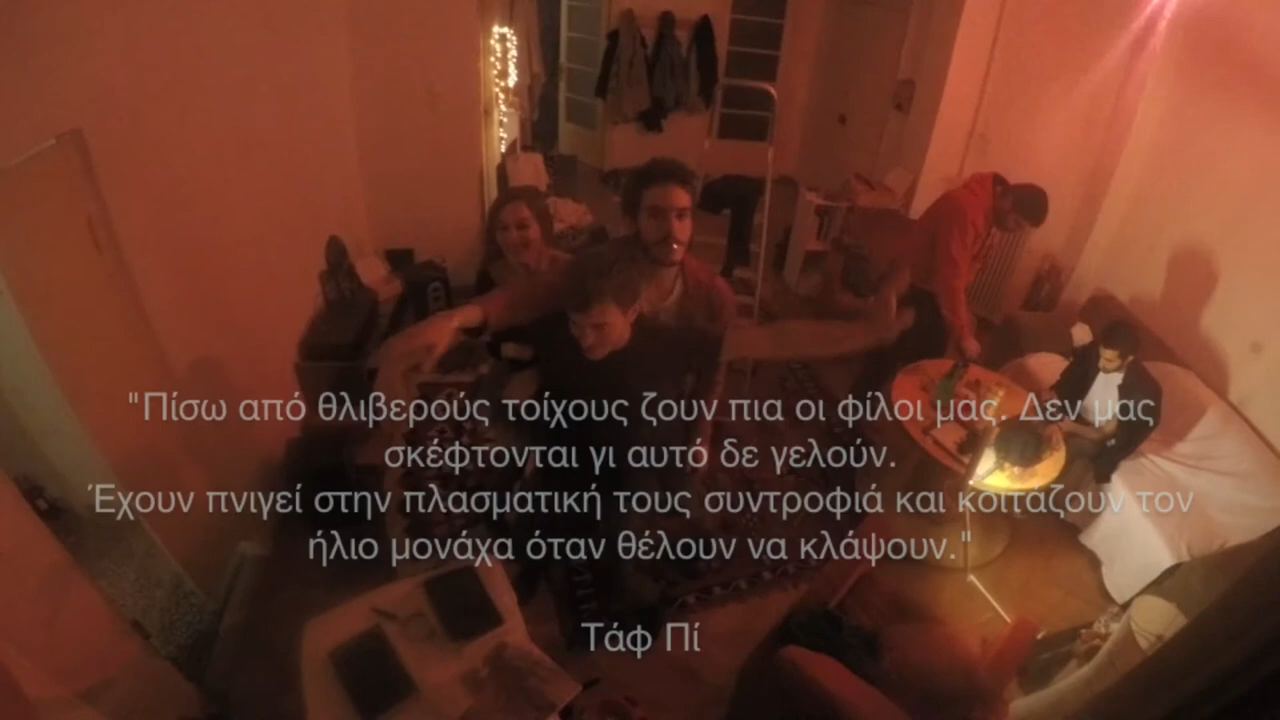 "Πίσω από θλιβερούς τοίχους ζουν πια οι φίλοι μας. Δεν μας
σκέφτονται γι αυτό δε γελούν.
Έχουν πνιγεί στην πλασματική τους συντροφιά και κοιτάζουν τον
ήλιο μονάχα όταν θέλουν να κλάψουν."
Τάφ Πί